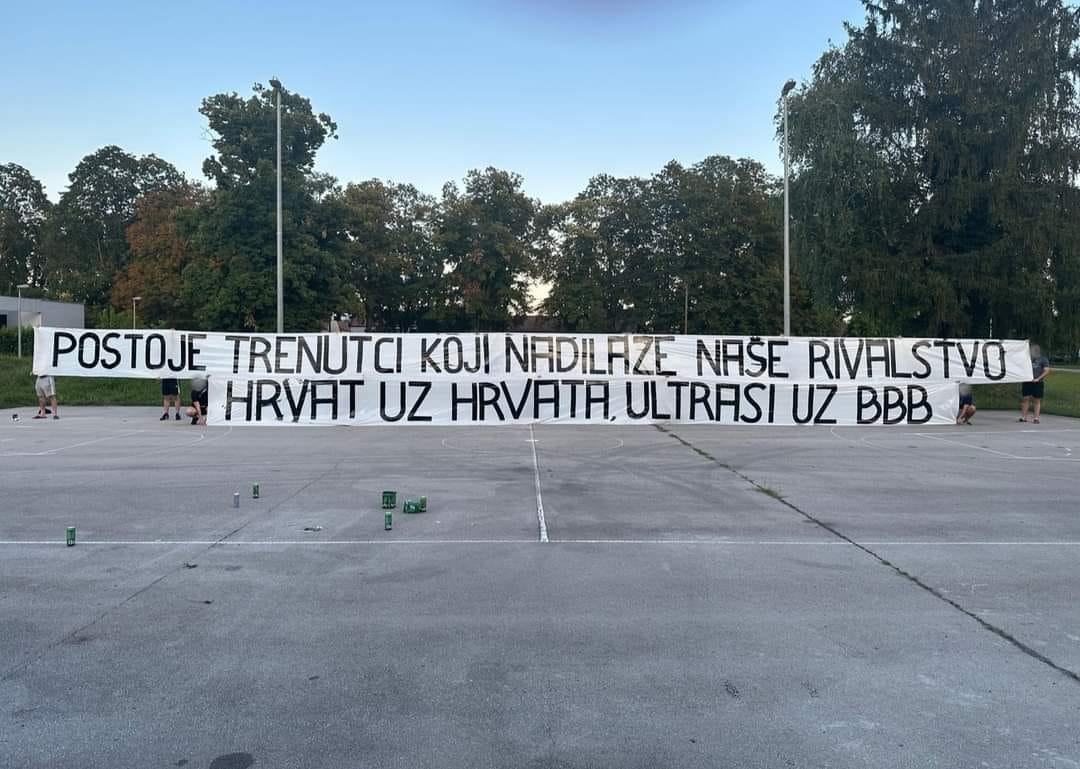 POSTOJE TRENUTCI KOJI NADILAZE NAŠE RIVALSTVO
HRVAT UZ HRVATA, ULTRASI UZ BBB